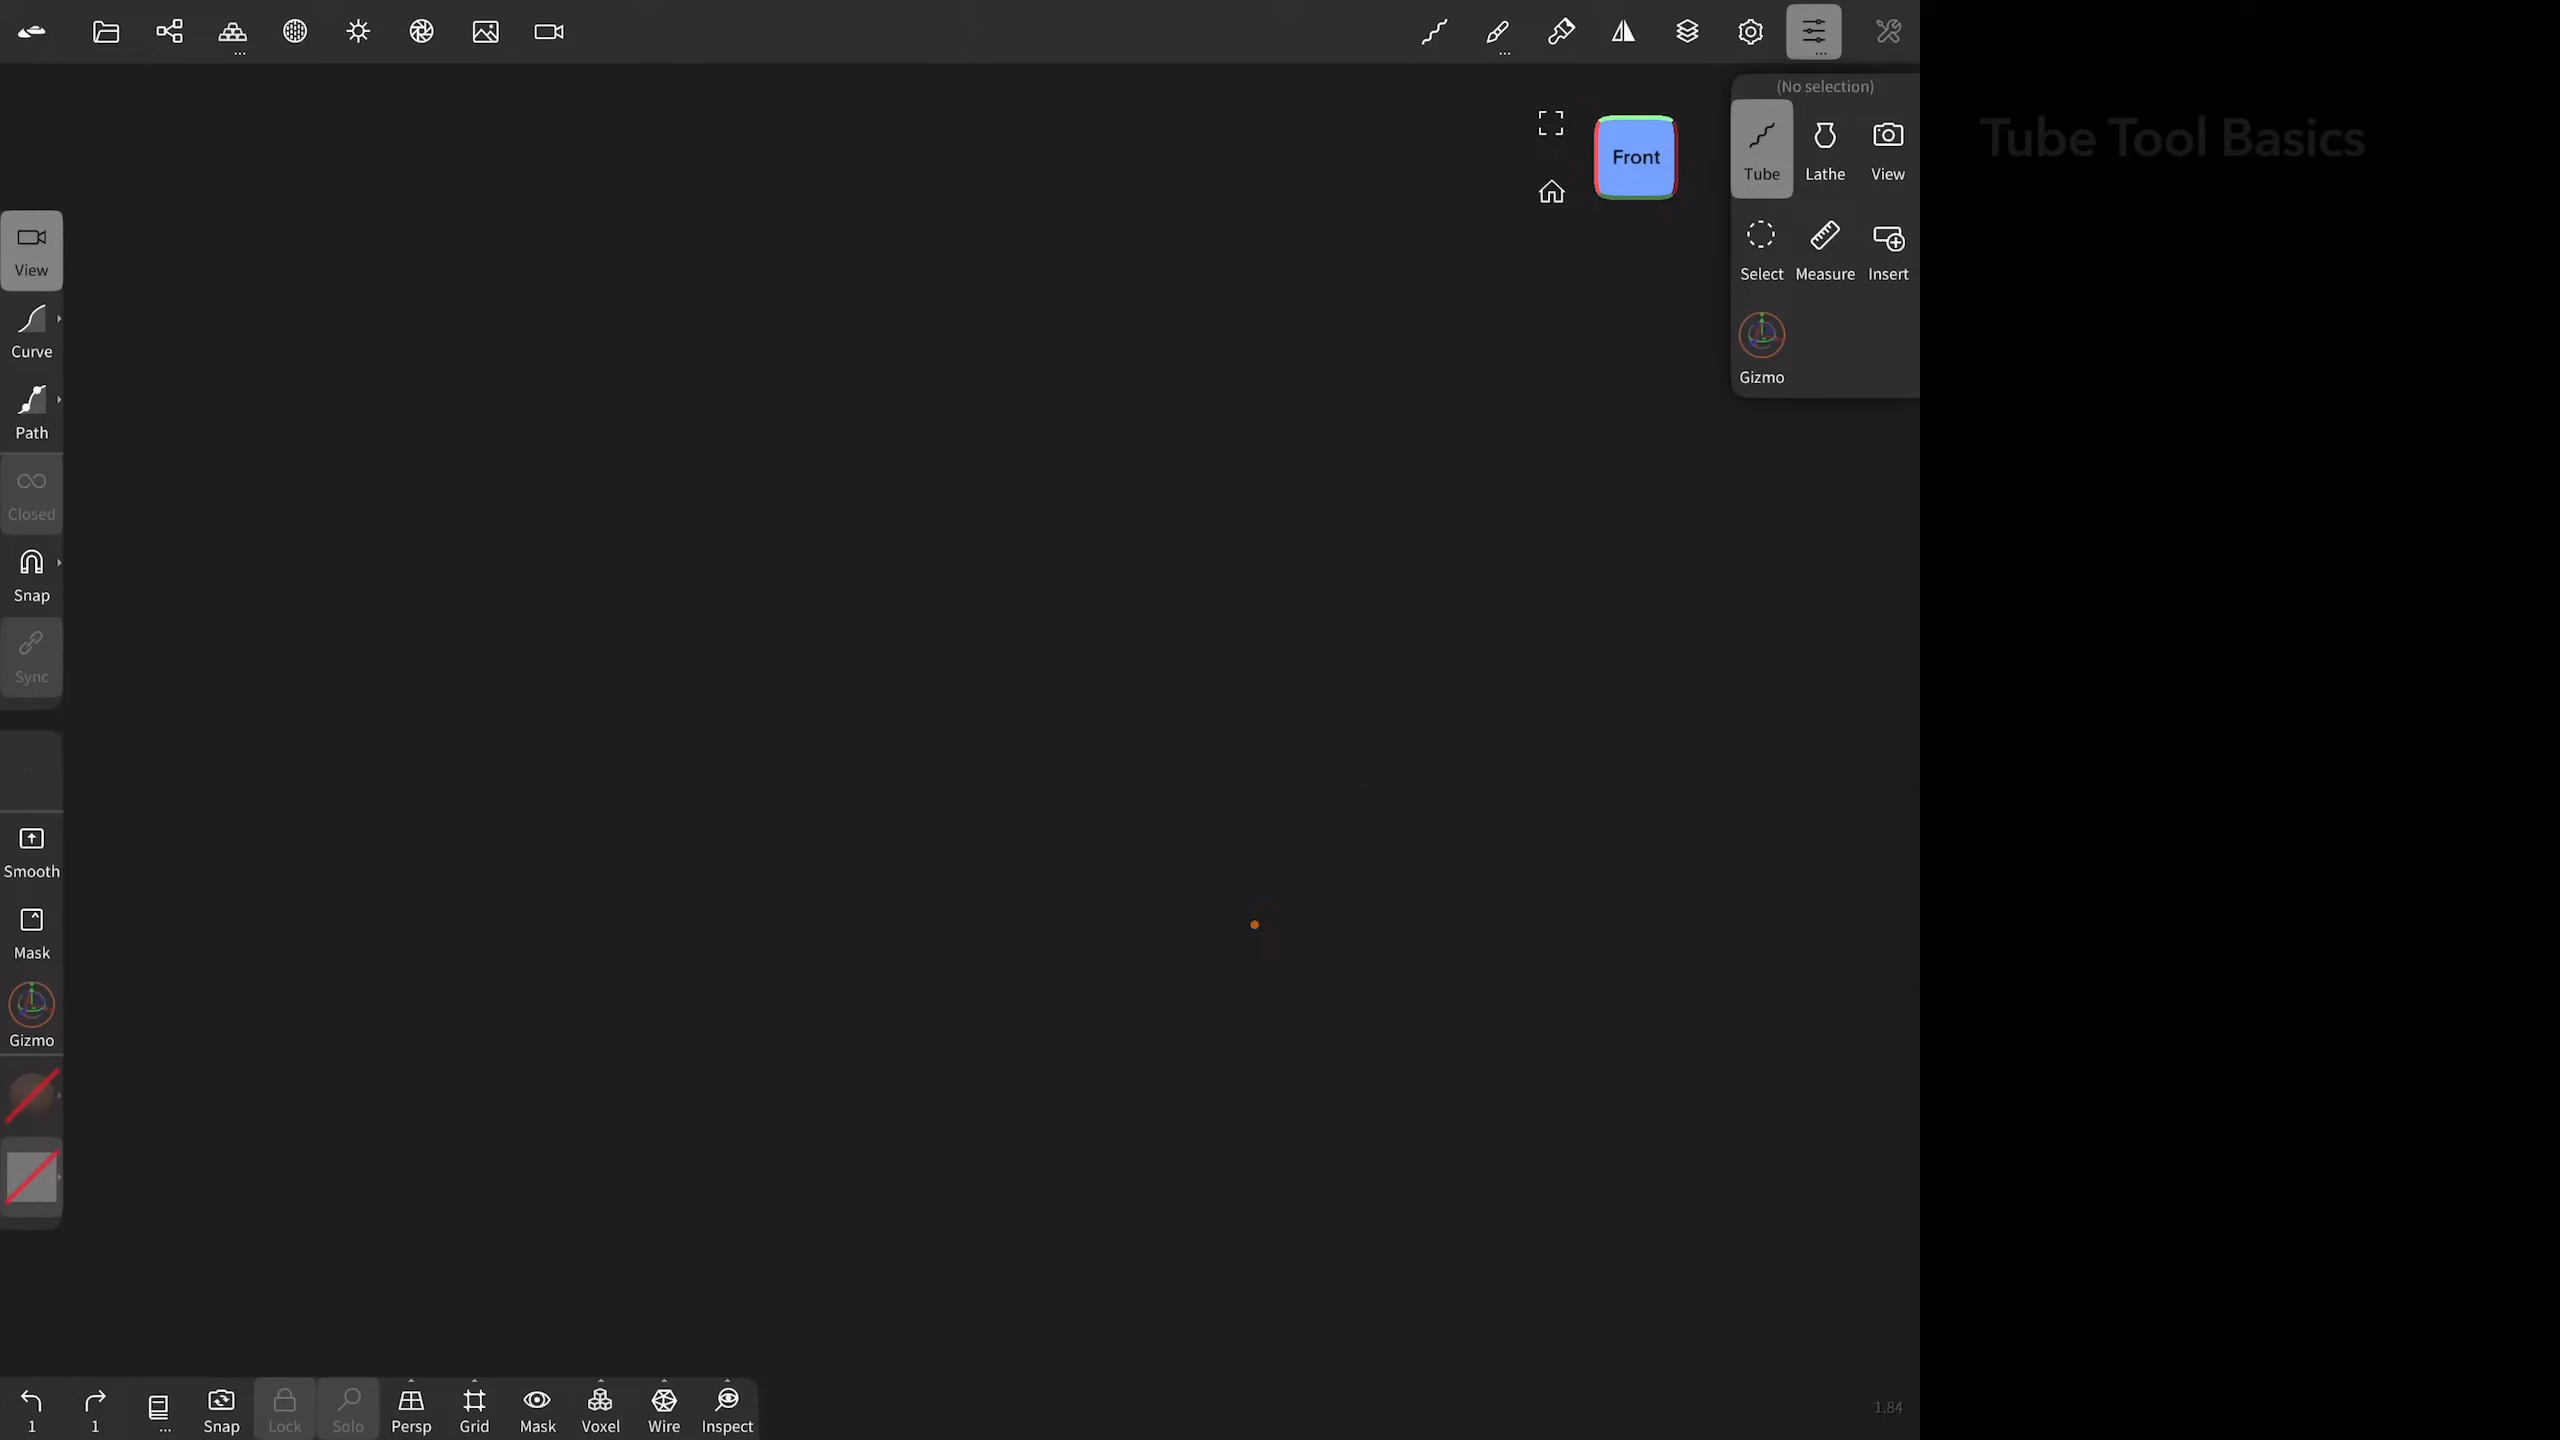 (No selection)
Front
Tube Lathe View
Tube Tool Basics
Select Measure Insert
Gizmo
View
Curve
Path
Closed
Snap
Sync
Smooth
Mask
Gizmo
1 1 ... Snap Lock Solo Persp Grid Mask Voxel Wire Inspect
1.84